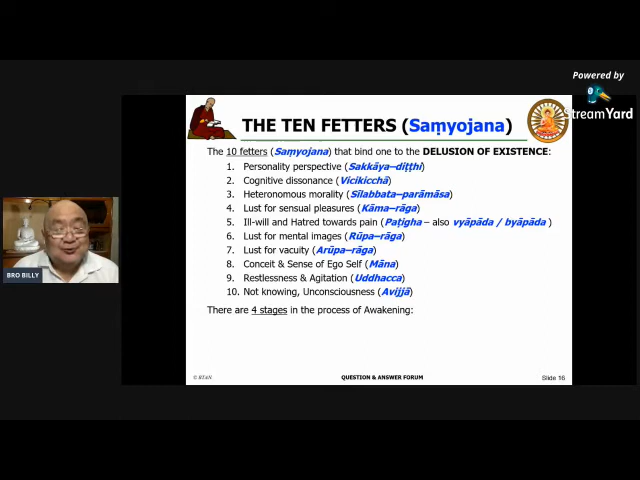 Powered by
StreamYard
THE TEN FETTERS (Saṃyojana)
The 10 fetters (Saṃyojana) that bind one to the DELUSION OF EXISTENCE:
1. Personality perspective (Sakkāya–diṭṭhi)
2. Cognitive dissonance (Vicikicchā)
3. Heteronomous morality (Sīlabbata–parāmāsa)
4. Lust for sensual pleasures (Kāma–rāga)
5. Ill-will and Hatred towards pain (Paṭigha – also vyāpāda / byāpāda )
6. Lust for mental images (Rūpa–rāga)
7. Lust for vacuity (Arūpa–rāga)
8. Conceit & Sense of Ego Self (Māna)
9. Restlessness & Agitation (Uddhacca)
10. Not knowing, Unconsciousness (Avijjā)
There are 4 stages in the process of Awakening:
BRO BILLY
© BTAN
QUESTION & ANSWER FORUM
Slide 16